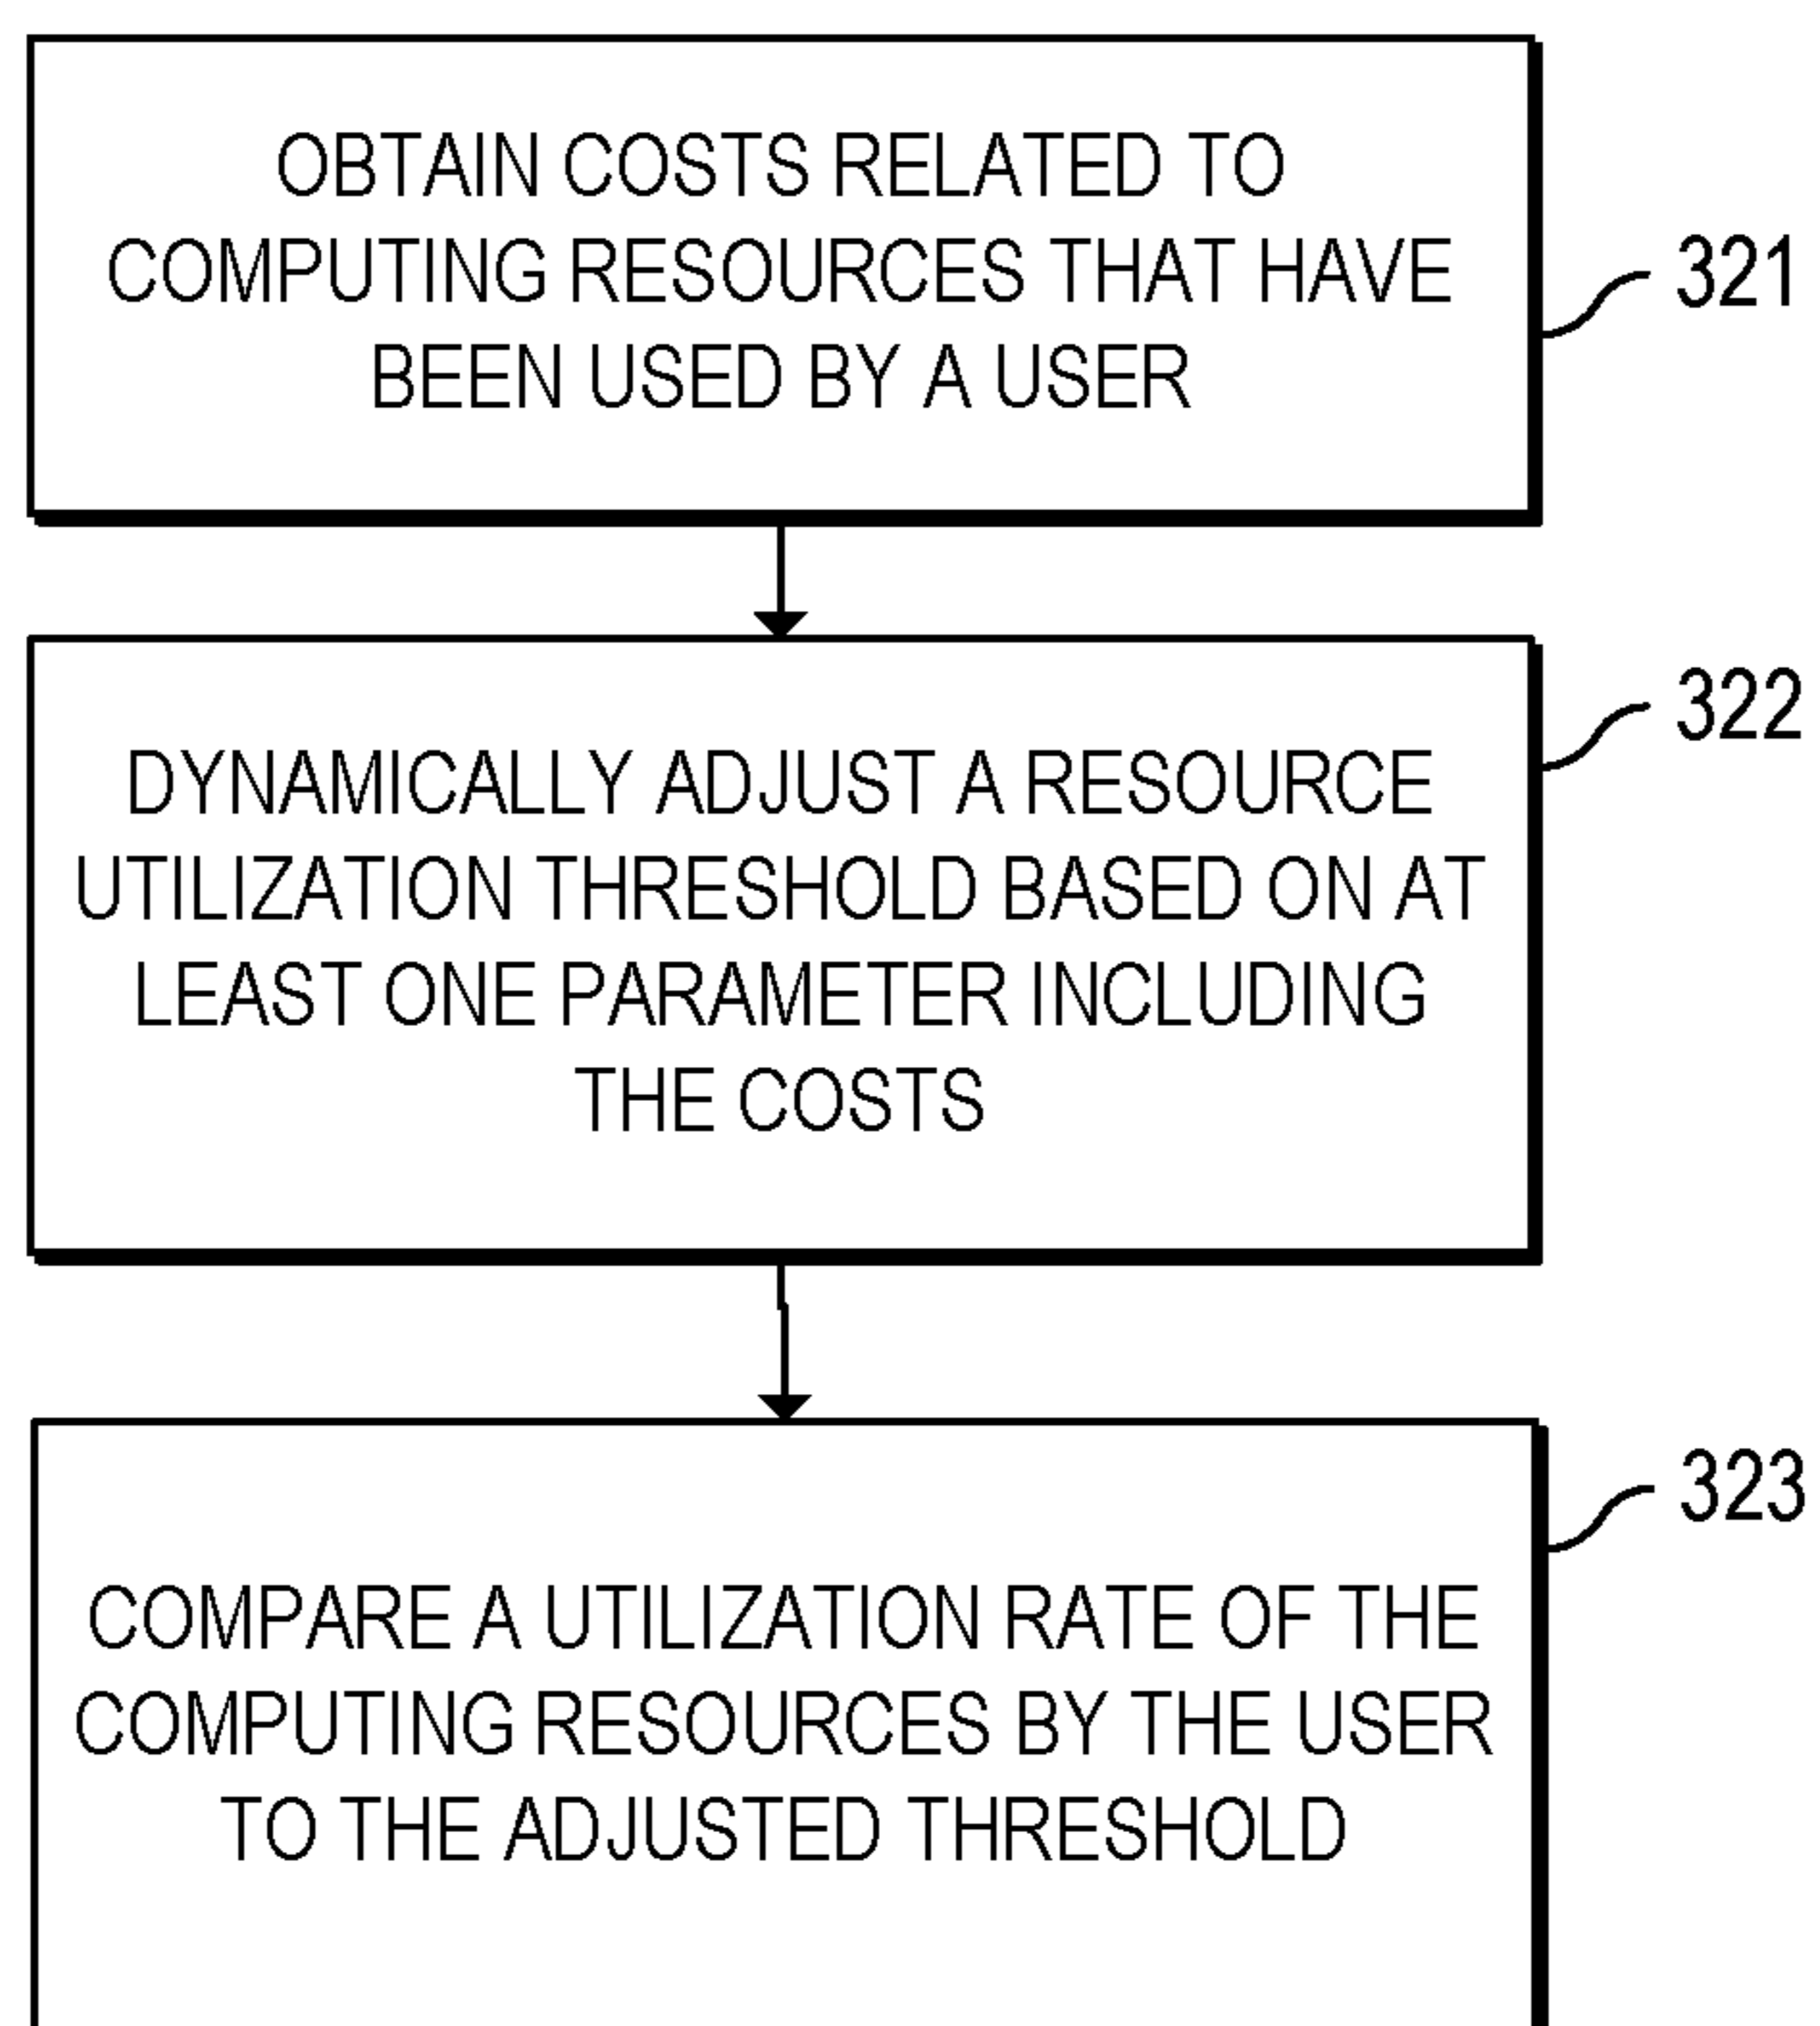 OBTAIN COSTS RELATED TO
COMPUTING RESOURCES THAT HAVE
BEEN USED BY A USER
321
DYNAMICALLY ADJUST A RESOURCE
UTILIZATION THRESHOLD BASED ON AT
LEAST ONE PARAMETER INCLUDING
THE COSTS
322
COMPARE A UTILIZATION RATE OF THE
COMPUTING RESOURCES BY THE USER
TO THE ADJUSTED THRESHOLD
323